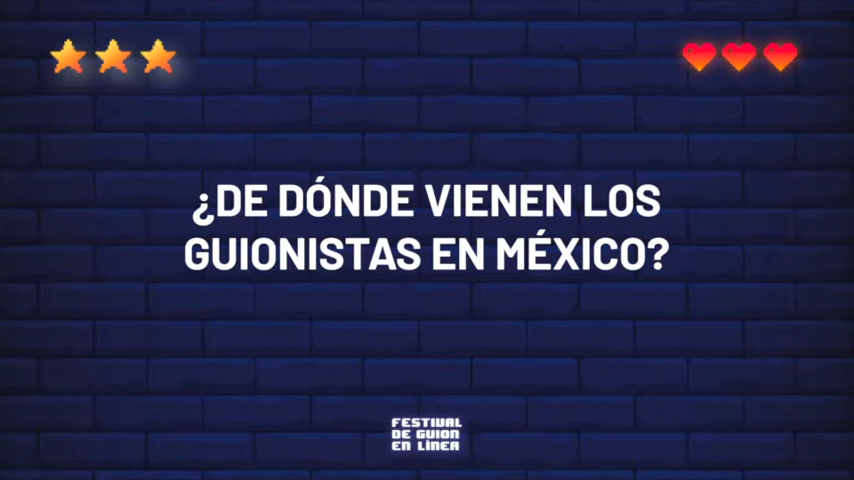 ¿DE DÓNDE VIENEN LOS
GUIONISTAS EN MÉXICO?
FESTIVAL
DE GUION
EN LÍNEA